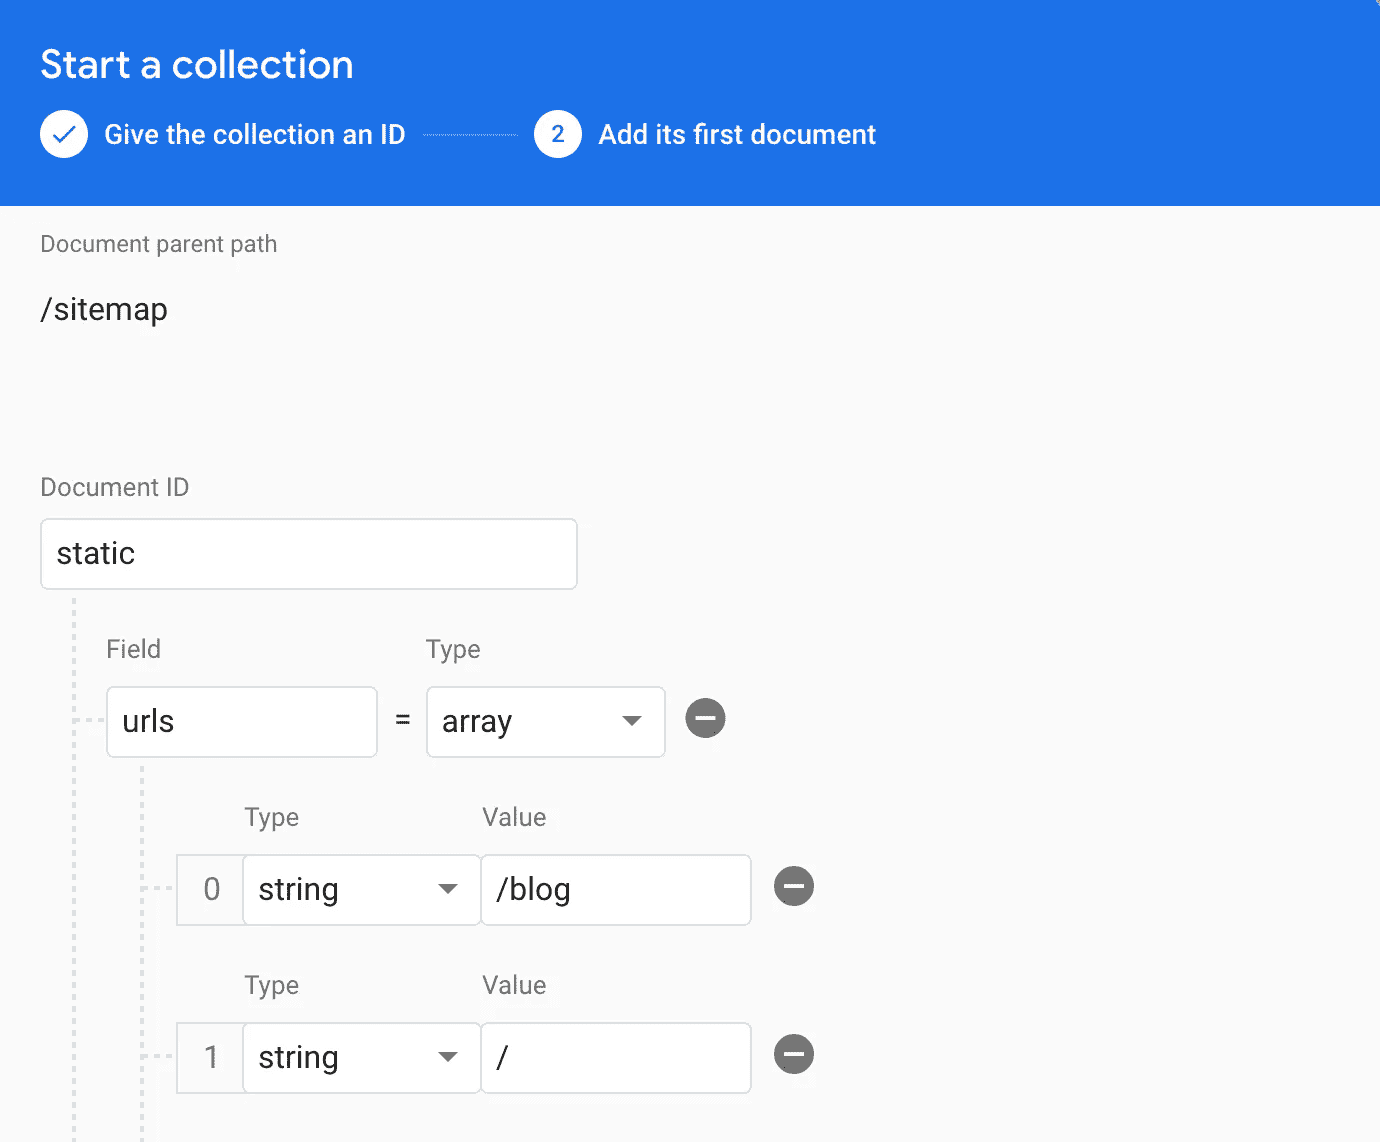 Start a collection
Give the collection an ID 2 Add its first document
Document parent path
/sitemap
Document ID
static
Field Type
urls = array
Type Value
0 string /blog
Type Value
1 string /